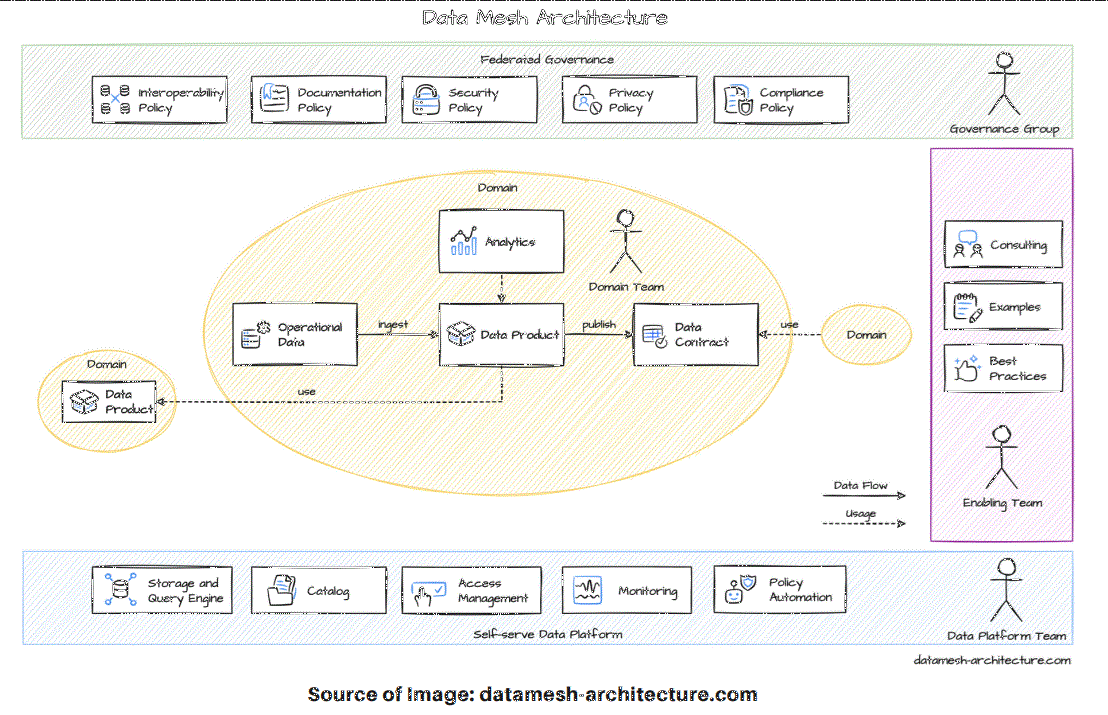 Data Mesh Architecture
Federated Governance
Interoperability
Policy
Documentation
Policy
Security
Policy
Privacy
Policy
Compliance
Policy
Governance Group
Domain
Analytics
Domain Team
Operational
Data
ingest
Data Product
publish
Data
Contract
use
Domain
Domain
Data
Product
use
Consulting
Examples
Best
Practices
Enabling Team
Data Flow
Usage
Storage and
Query Engine
Catalog
Access
Management
Monitoring
Policy
Automation
Self-serve Data Platform
Data Platform Team
datamesh-architecture.com
Source of Image: datamesh-architecture.com